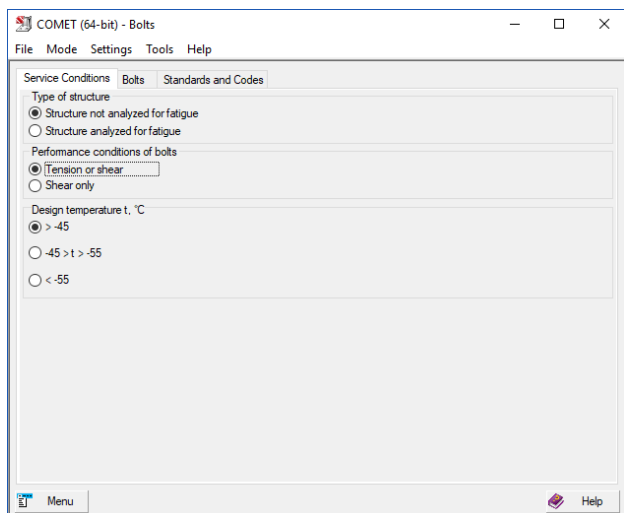 COMET (64-bit) - Bolts
File Mode Settings Tools Help
Service Conditions Bolts Standards and Codes
Type of structure
Structure not analyzed for fatigue
Structure analyzed for fatigue
Performance conditions of bolts
Tension or shear
Shear only
Design temperature t, °C
> -45
-45 > t > -55
< -55
Menu Help